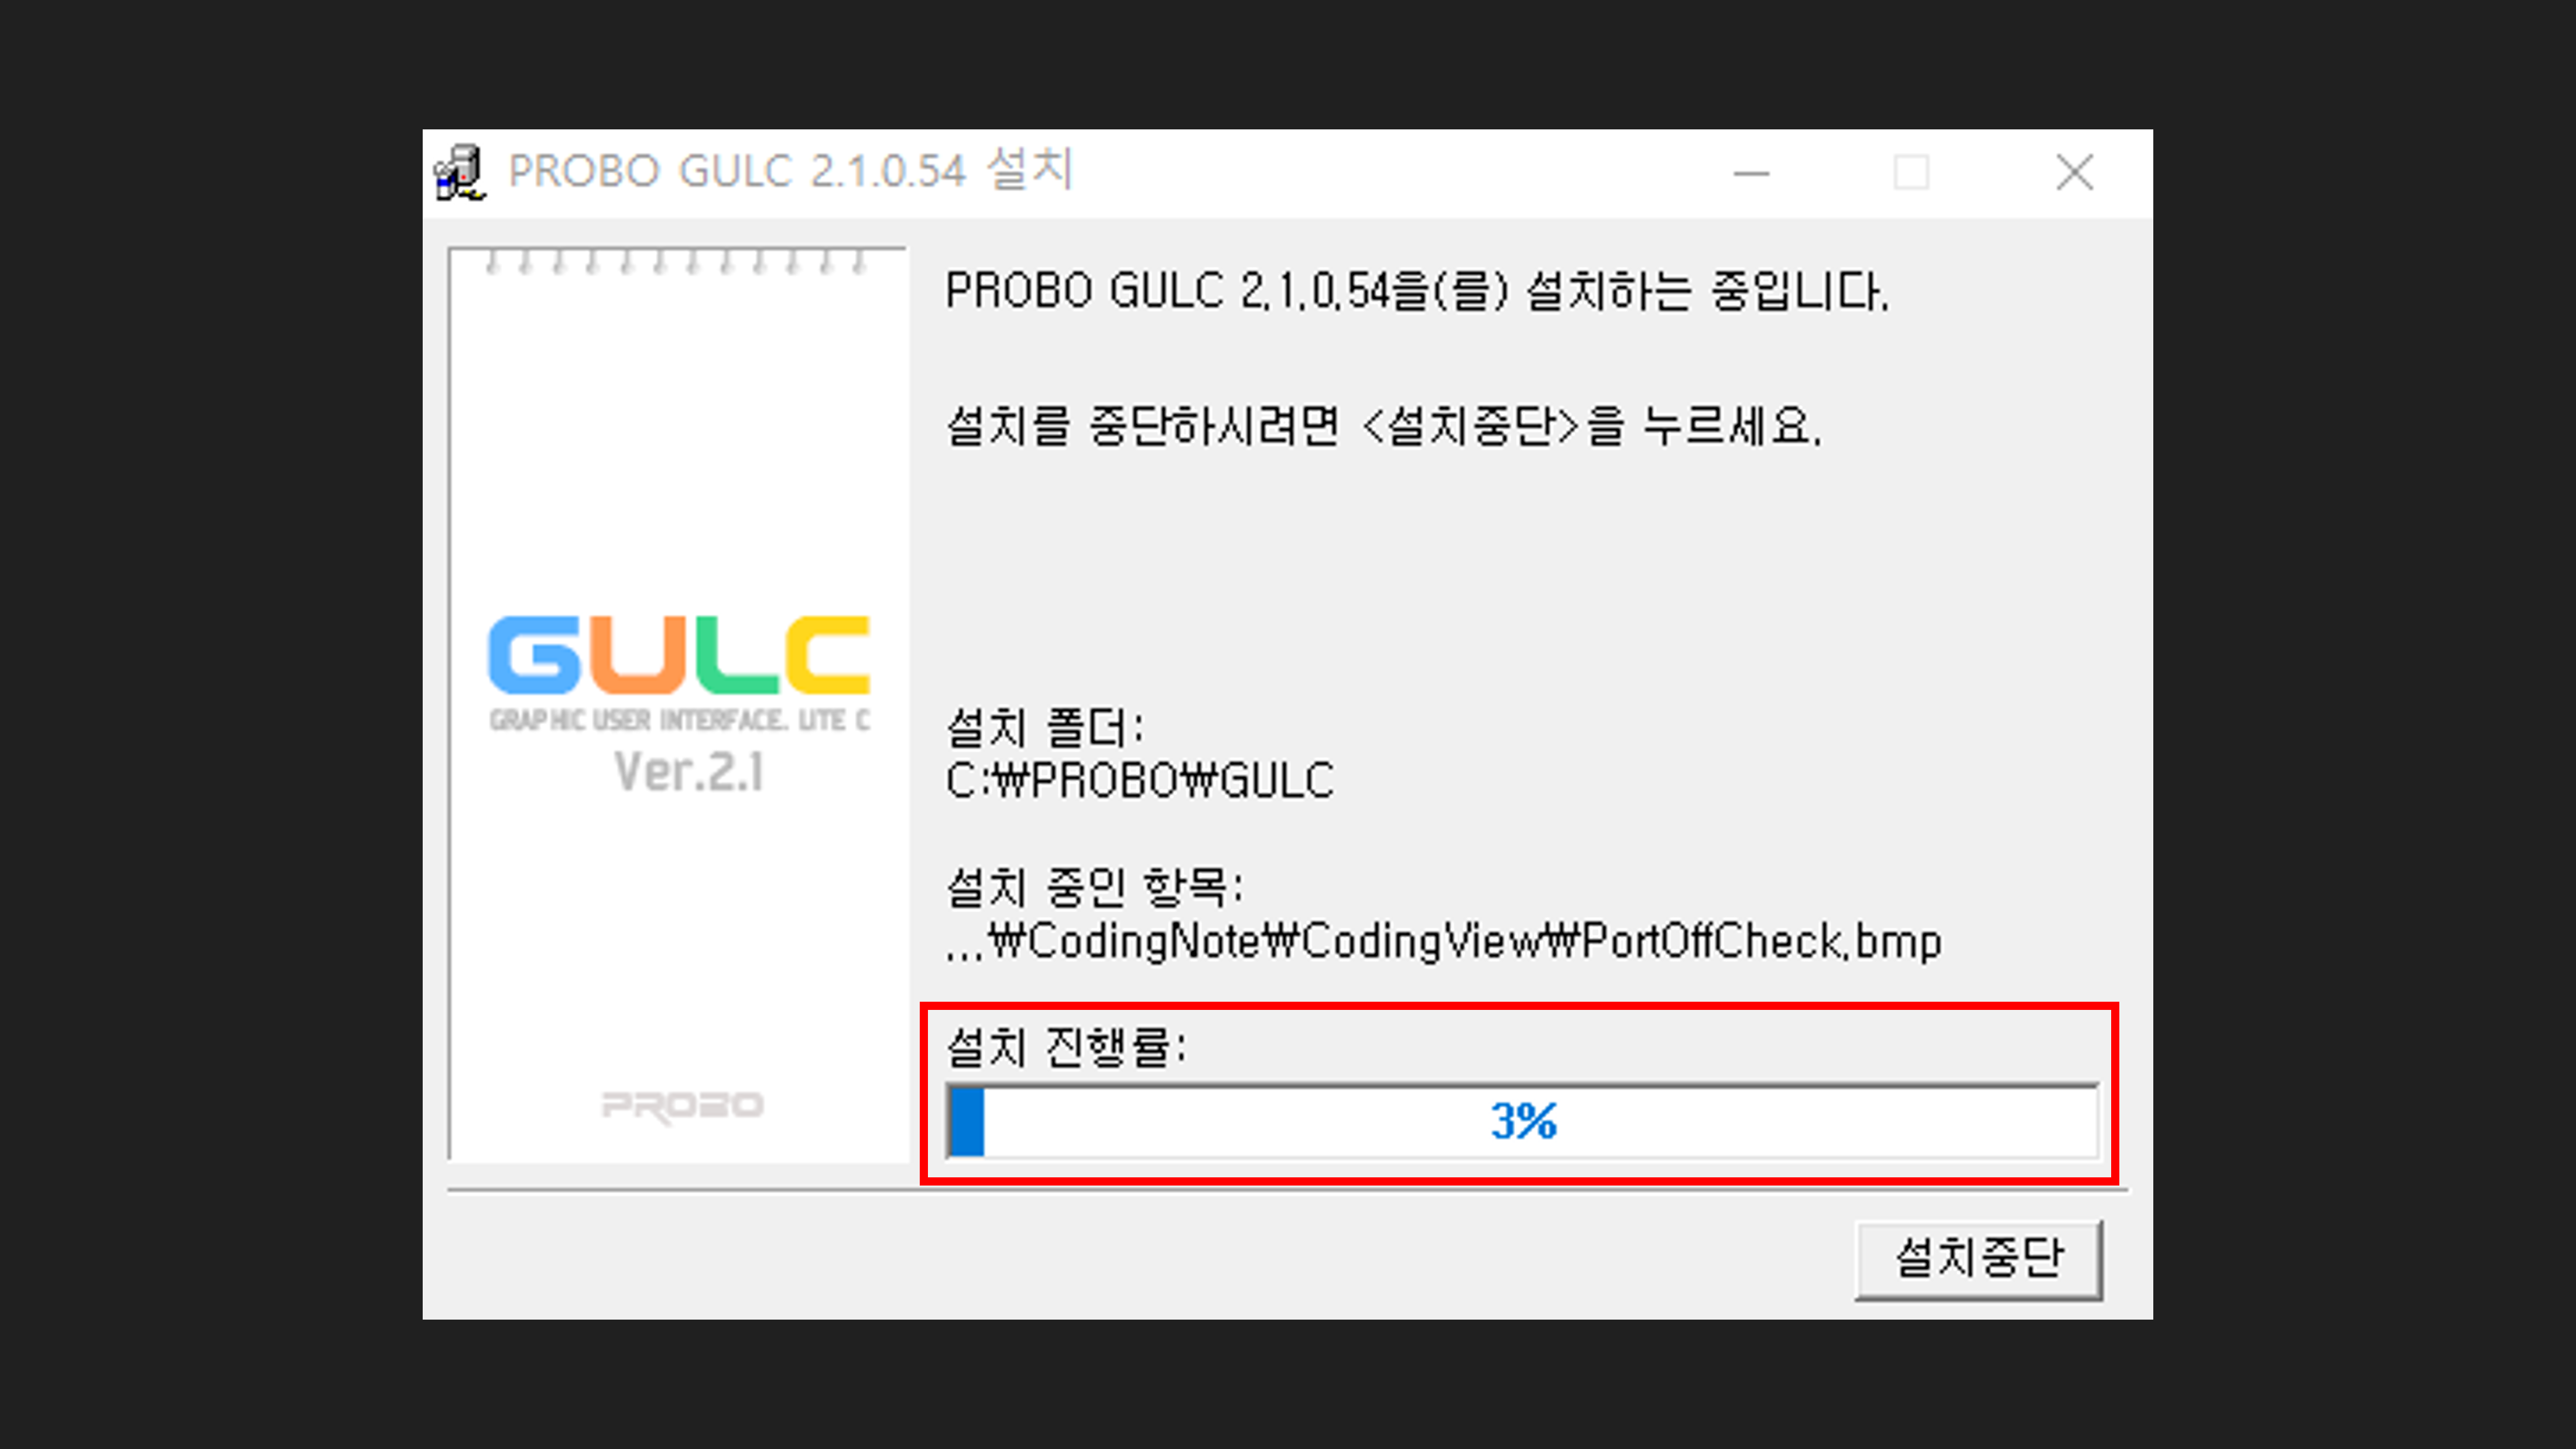 PROBO GULC 2.1.0.54 설치
PROBO GULC 2.1.0.54을(를) 설치하는 중입니다.
설치를 중단하시려면 <설치중단>을 누르세요.
GULC
GRAPHIC USER INTERFACE. LITE C
Ver.2.1
설치 폴더:
C:₩PROBO₩GULC
설치 중인 항목:
...₩CodingNote₩CodingView₩PortOffCheck.bmp
PROBO
설치 진행률:
3%
설치중단